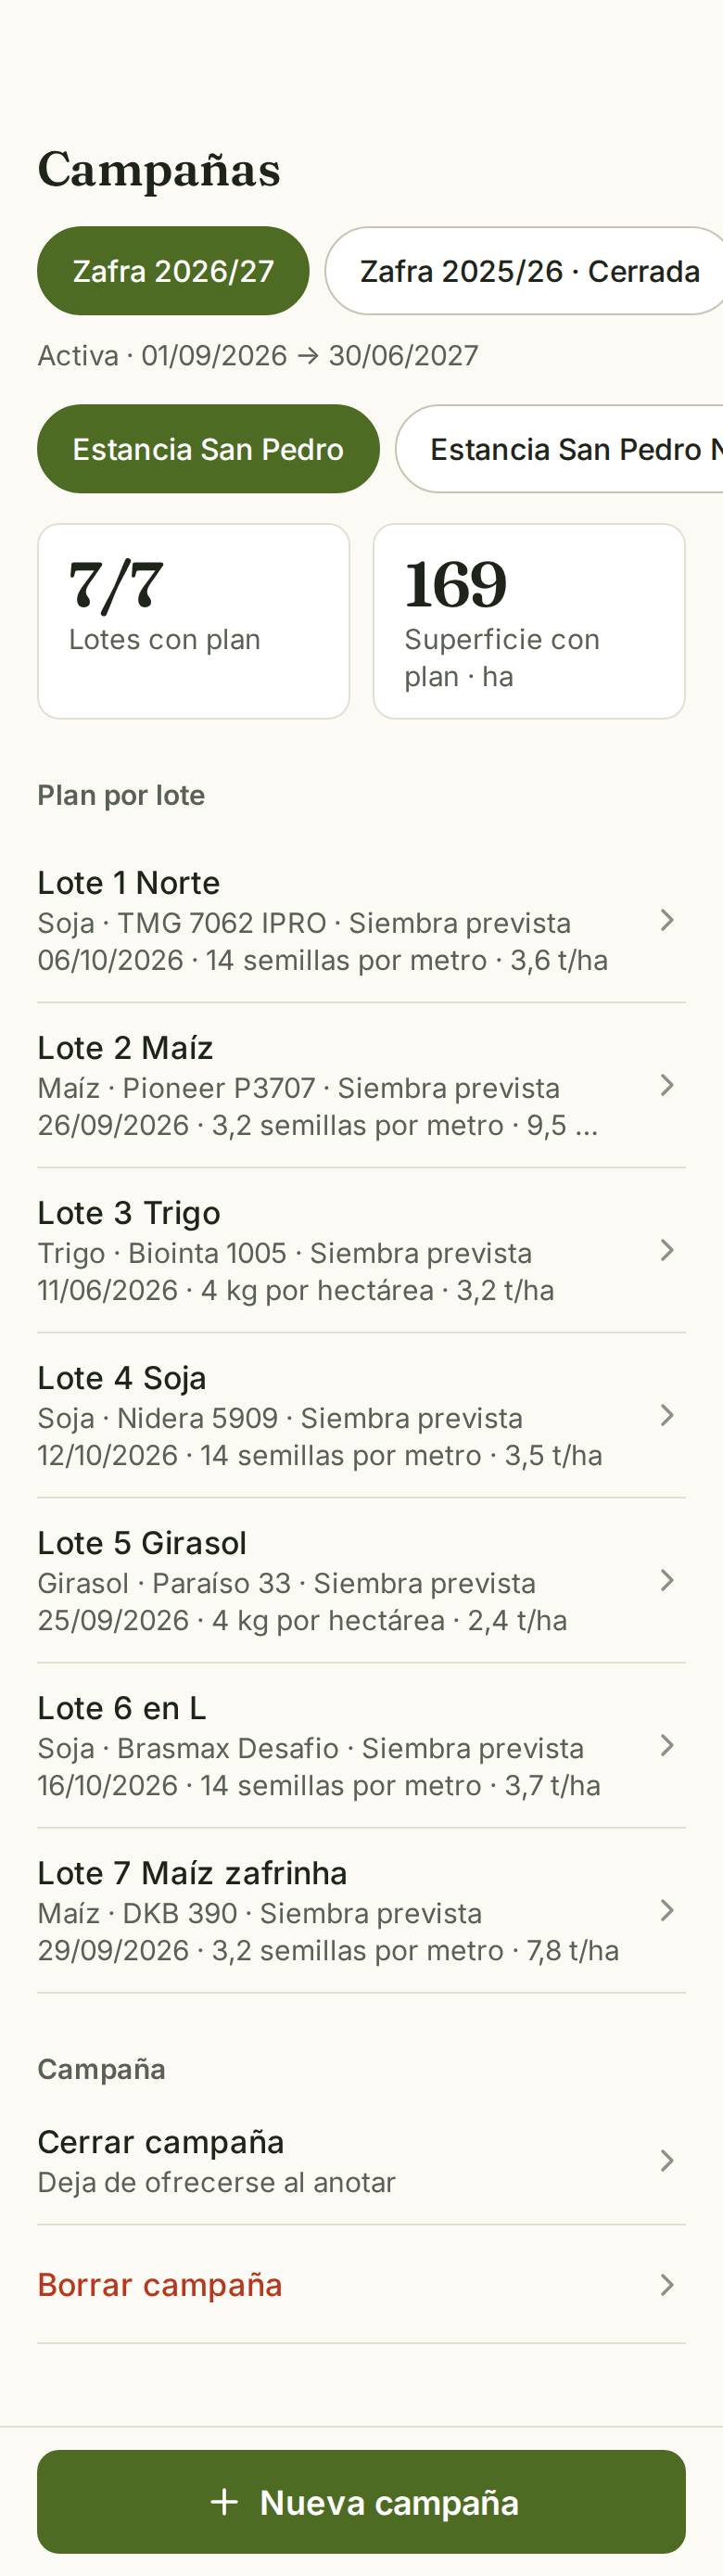 Campañas
Zafra 2026/27
Zafra 2025/26 · Cerrada
Activa · 01/09/2026 → 30/06/2027
Estancia San Pedro
Estancia San Pedro N
7/7
Lotes con plan
169
Superficie con
plan · ha
Plan por lote
Lote 1 Norte
Soja · TMG 7062 IPRO · Siembra prevista
06/10/2026 · 14 semillas por metro · 3,6 t/ha
Lote 2 Maíz
Maíz · Pioneer P3707 · Siembra prevista
26/09/2026 · 3,2 semillas por metro · 9,5 ...
Lote 3 Trigo
Trigo · Biointa 1005 · Siembra prevista
11/06/2026 · 4 kg por hectárea · 3,2 t/ha
Lote 4 Soja
Soja · Nidera 5909 · Siembra prevista
12/10/2026 · 14 semillas por metro · 3,5 t/ha
Lote 5 Girasol
Girasol · Paraíso 33 · Siembra prevista
25/09/2026 · 4 kg por hectárea · 2,4 t/ha
Lote 6 en L
Soja · Brasmax Desafio · Siembra prevista
16/10/2026 · 14 semillas por metro · 3,7 t/ha
Lote 7 Maíz zafrinha
Maíz · DKB 390 · Siembra prevista
29/09/2026 · 3,2 semillas por metro · 7,8 t/ha
Campaña
Cerrar campaña
Deja de ofrecerse al anotar
Borrar campaña
+ Nueva campaña